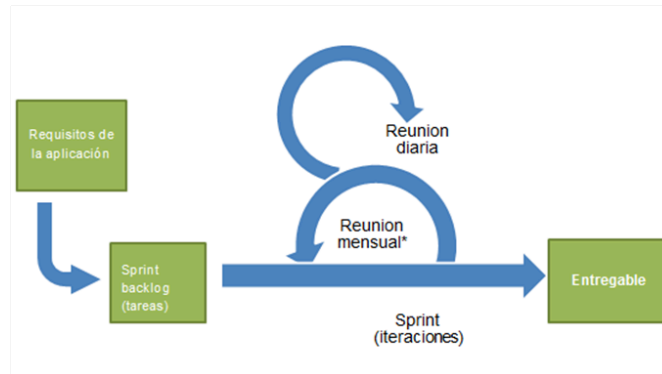 Requisitos de
la aplicación
Reunion
diaria
Reunion
mensual*
Sprint
backlog
(tareas)
Entregable
Sprint
(iteraciones)